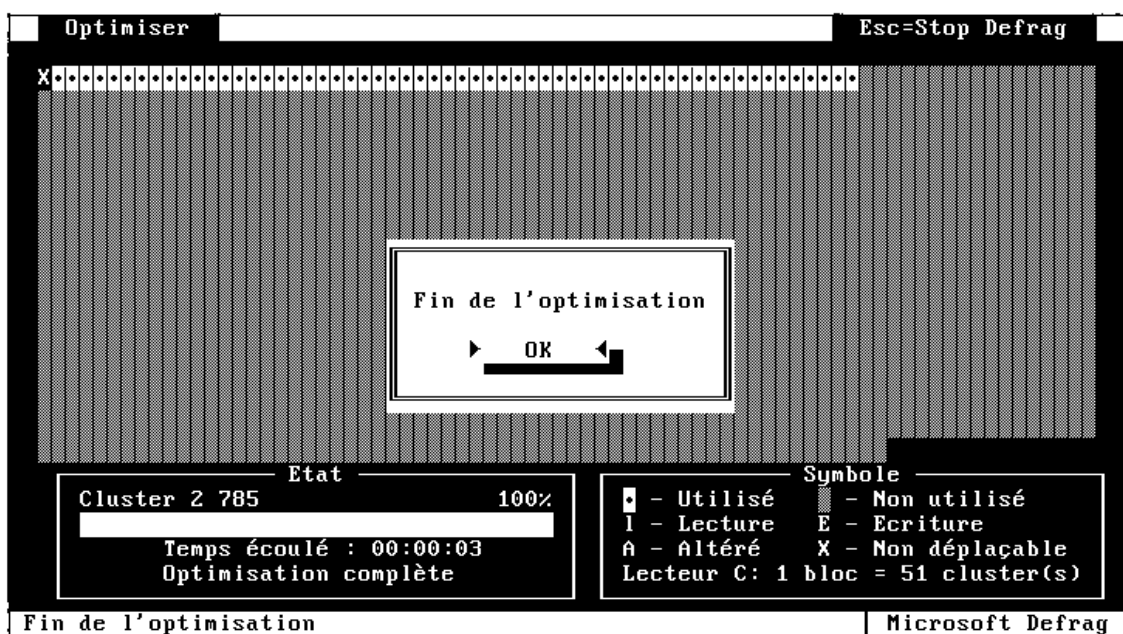 Optimiser Esc=Stop Defrag
X
Fin de l'optimisation
OK
Etat
Cluster 2 785 100%
Temps écoulé : 00:00:03
Optimisation complète
Symbole
• - Utilisé ▒ - Non utilisé
l - Lecture E - Ecriture
A - Altéré X - Non déplaçable
Lecteur C: 1 bloc = 51 cluster(s)
Fin de l'optimisation Microsoft Defrag